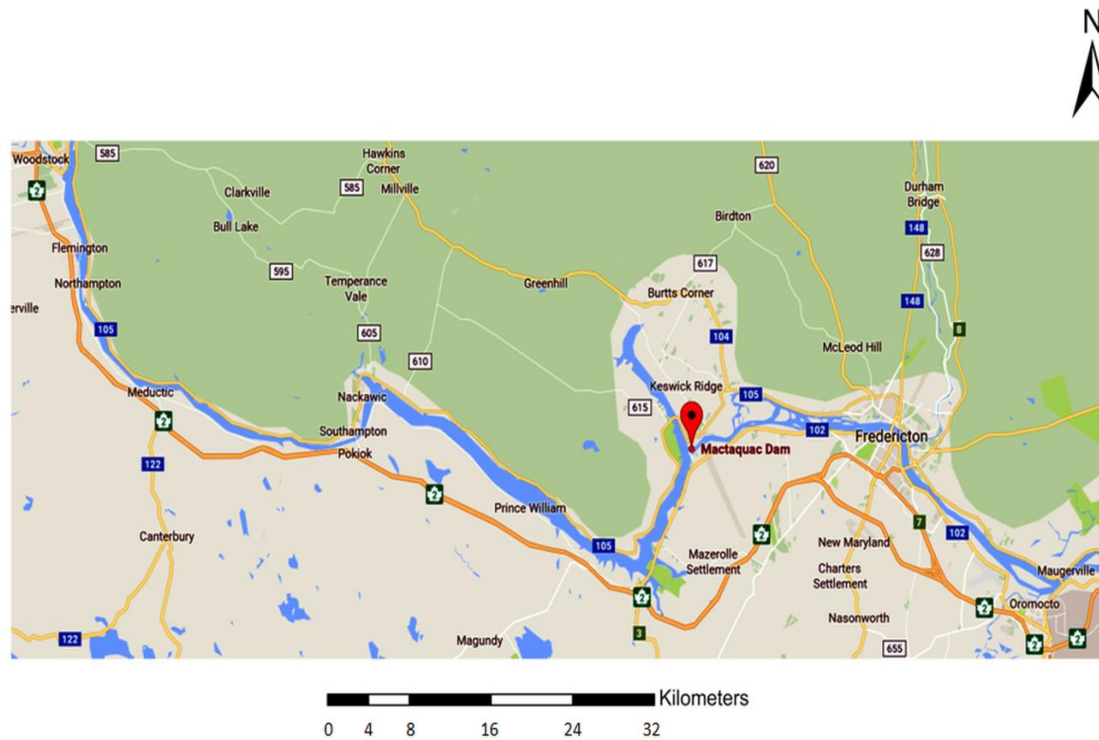 N
Woodstock
585
Hawkins
Corner
620
2
Clarkville
585
Millville
Durham
Bridge
Bull Lake
Birdton
148
Flemington
628
617
595
Northampton
Temperance
Vale
Greenhill
Burtts Corner
148
erville
105
605
104
8
McLeod Hill
610
Keswick Ridge
105
Meductic
Nackawic
615
2
Southampton
102
Fredericton
Mactaquac Dam
Pokiok
122
2
Prince William
7
Canterbury
105
2
102
New Maryland
Mazerolle
Settlement
Charters
Settlement
Maugerville
2
2
Oromocto
Nasonworth
122
Magundy
3
655
2
2
Kilometers
0 4 8 16 24 32